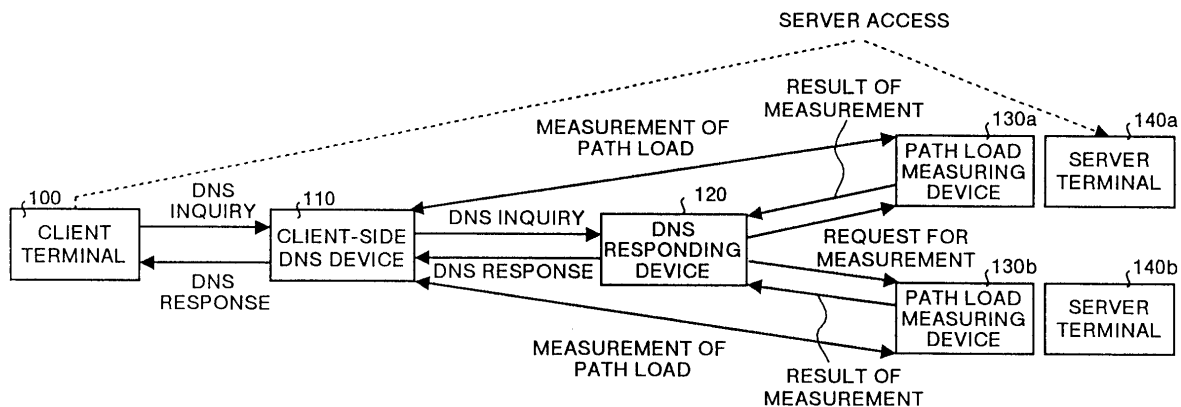 SERVER ACCESS
RESULT OF
MEASUREMENT
MEASUREMENT OF
PATH LOAD
130a
140a
PATH LOAD
MEASURING
DEVICE
SERVER
TERMINAL
100
DNS
INQUIRY
110
DNS INQUIRY
120
CLIENT
TERMINAL
CLIENT-SIDE
DNS DEVICE
DNS
RESPONDING
DEVICE
REQUEST FOR
MEASUREMENT
DNS
RESPONSE
DNS RESPONSE
130b
140b
PATH LOAD
MEASURING
DEVICE
SERVER
TERMINAL
MEASUREMENT OF
PATH LOAD
RESULT OF
MEASUREMENT